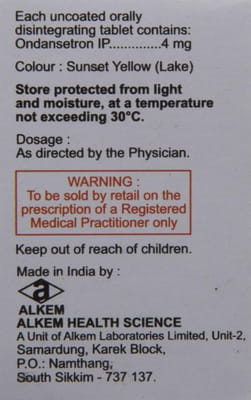 Each uncoated orally
disintegrating tablet contains:
Ondansetron IP..............4 mg
Colour : Sunset Yellow (Lake)
Store protected from light
and moisture, at a temperature
not exceeding 30°C.
Dosage :
As directed by the Physician.
WARNING :
To be sold by retail on the
prescription of a Registered
Medical Practitioner only
Keep out of reach of children.
Made in India by :
a
ALKEM
ALKEM HEALTH SCIENCE
A Unit of Alkem Laboratories Limited, Unit-2,
Samardung, Karek Block,
P.O.: Namthang,
South Sikkim - 737 137.